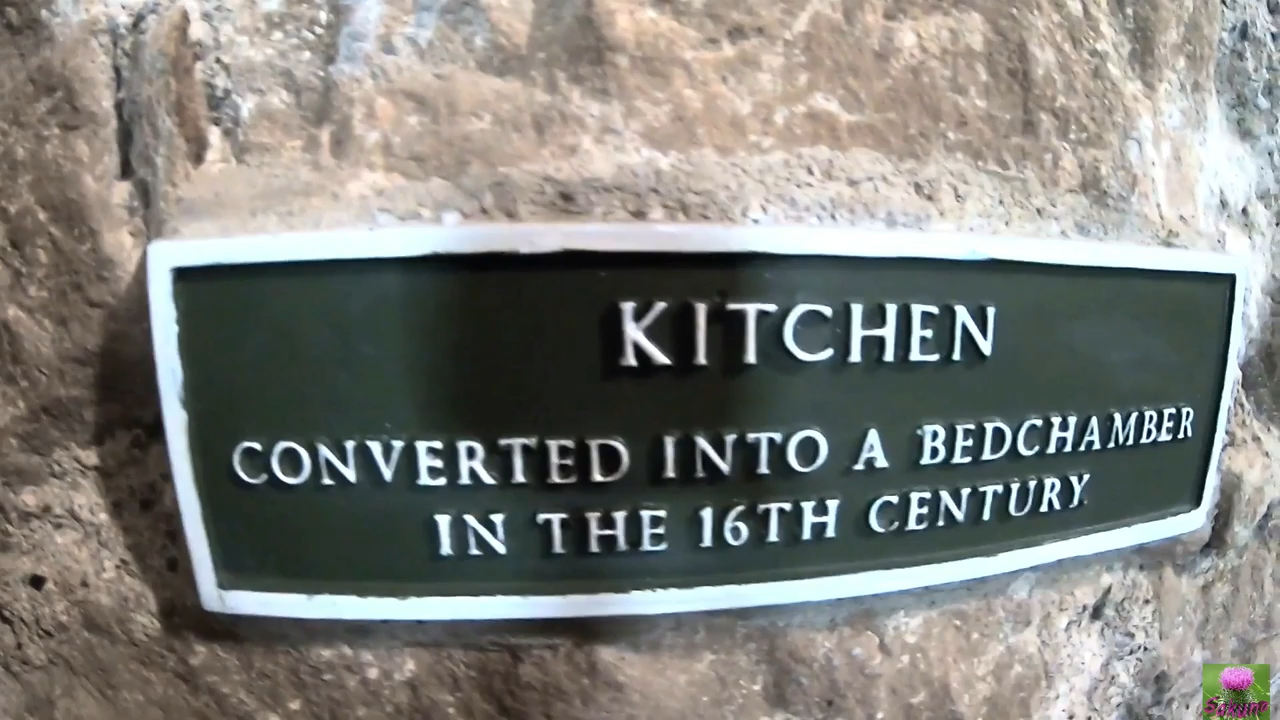 KITCHEN
CONVERTED INTO A BEDCHAMBER
IN THE 16TH CENTURY.